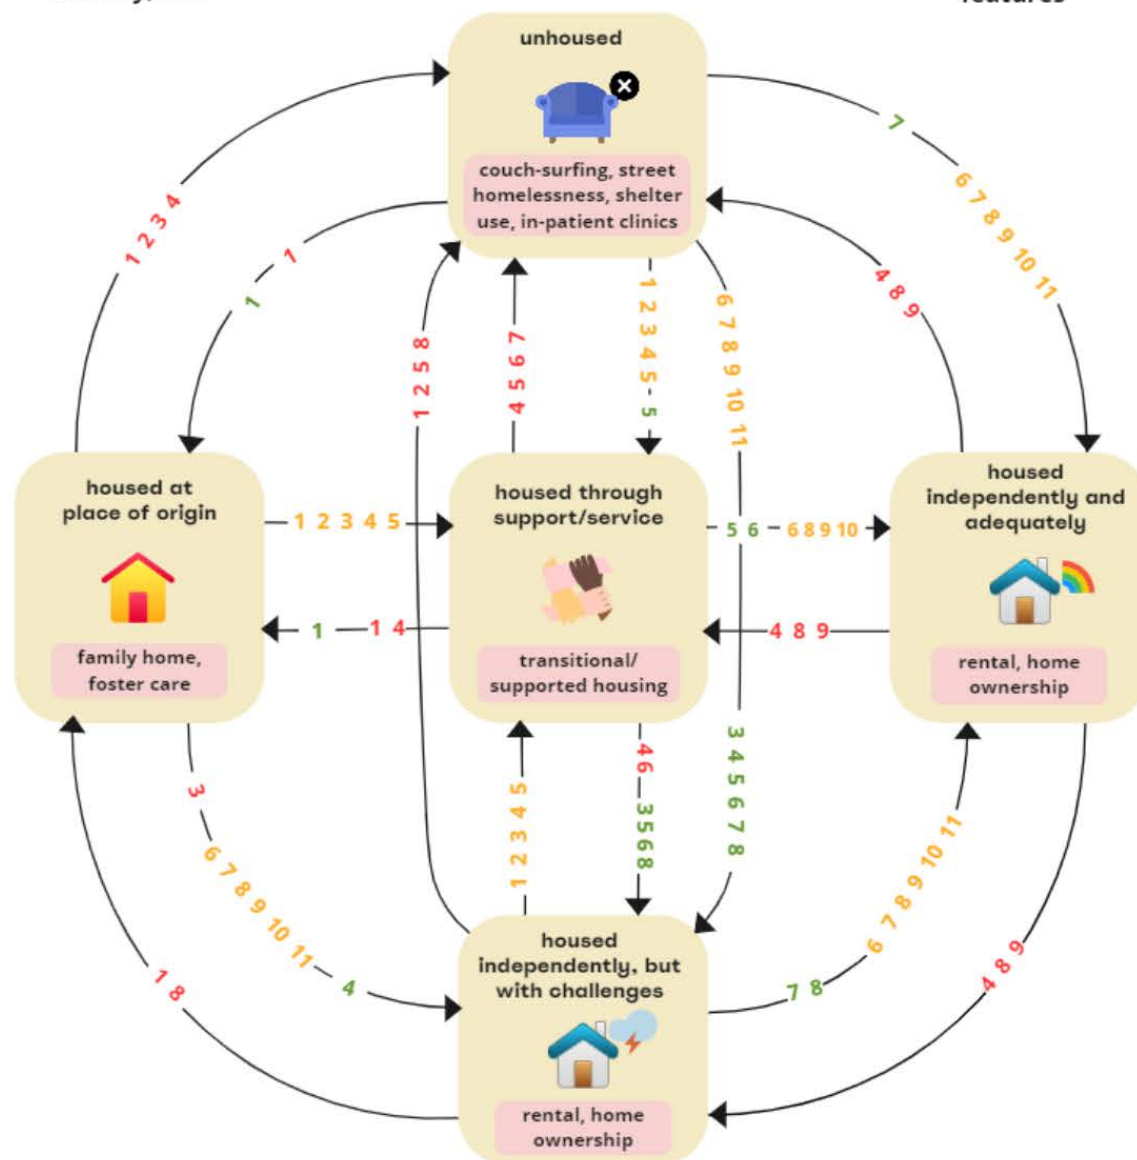 features
unhoused
couch-surfing, street
homelessness, shelter
use, in-patient clinics
7
6 7 8 9 10 11
1 2 3 4
1
1
4 8 9
1 2 5 8
4 5 6 7
1 2 3 4 5
5
6 7 8 9 10 11
housed at
place of origin
family home,
foster care
1 2 3 4 5
1
1 4
housed through
support/service
transitional/
supported housing
5 6
6 8 9 10
4 8 9
housed
independently and
adequately
rental, home
ownership
3
6 7 8 9 10 11
4
1 8
1 2 3 4 5
4 6
3 5 6 8
3 4 5 6 7 8
7 8
6 7 8 9 10 11
4 8 9
housed
independently, but
with challenges
rental, home
ownership